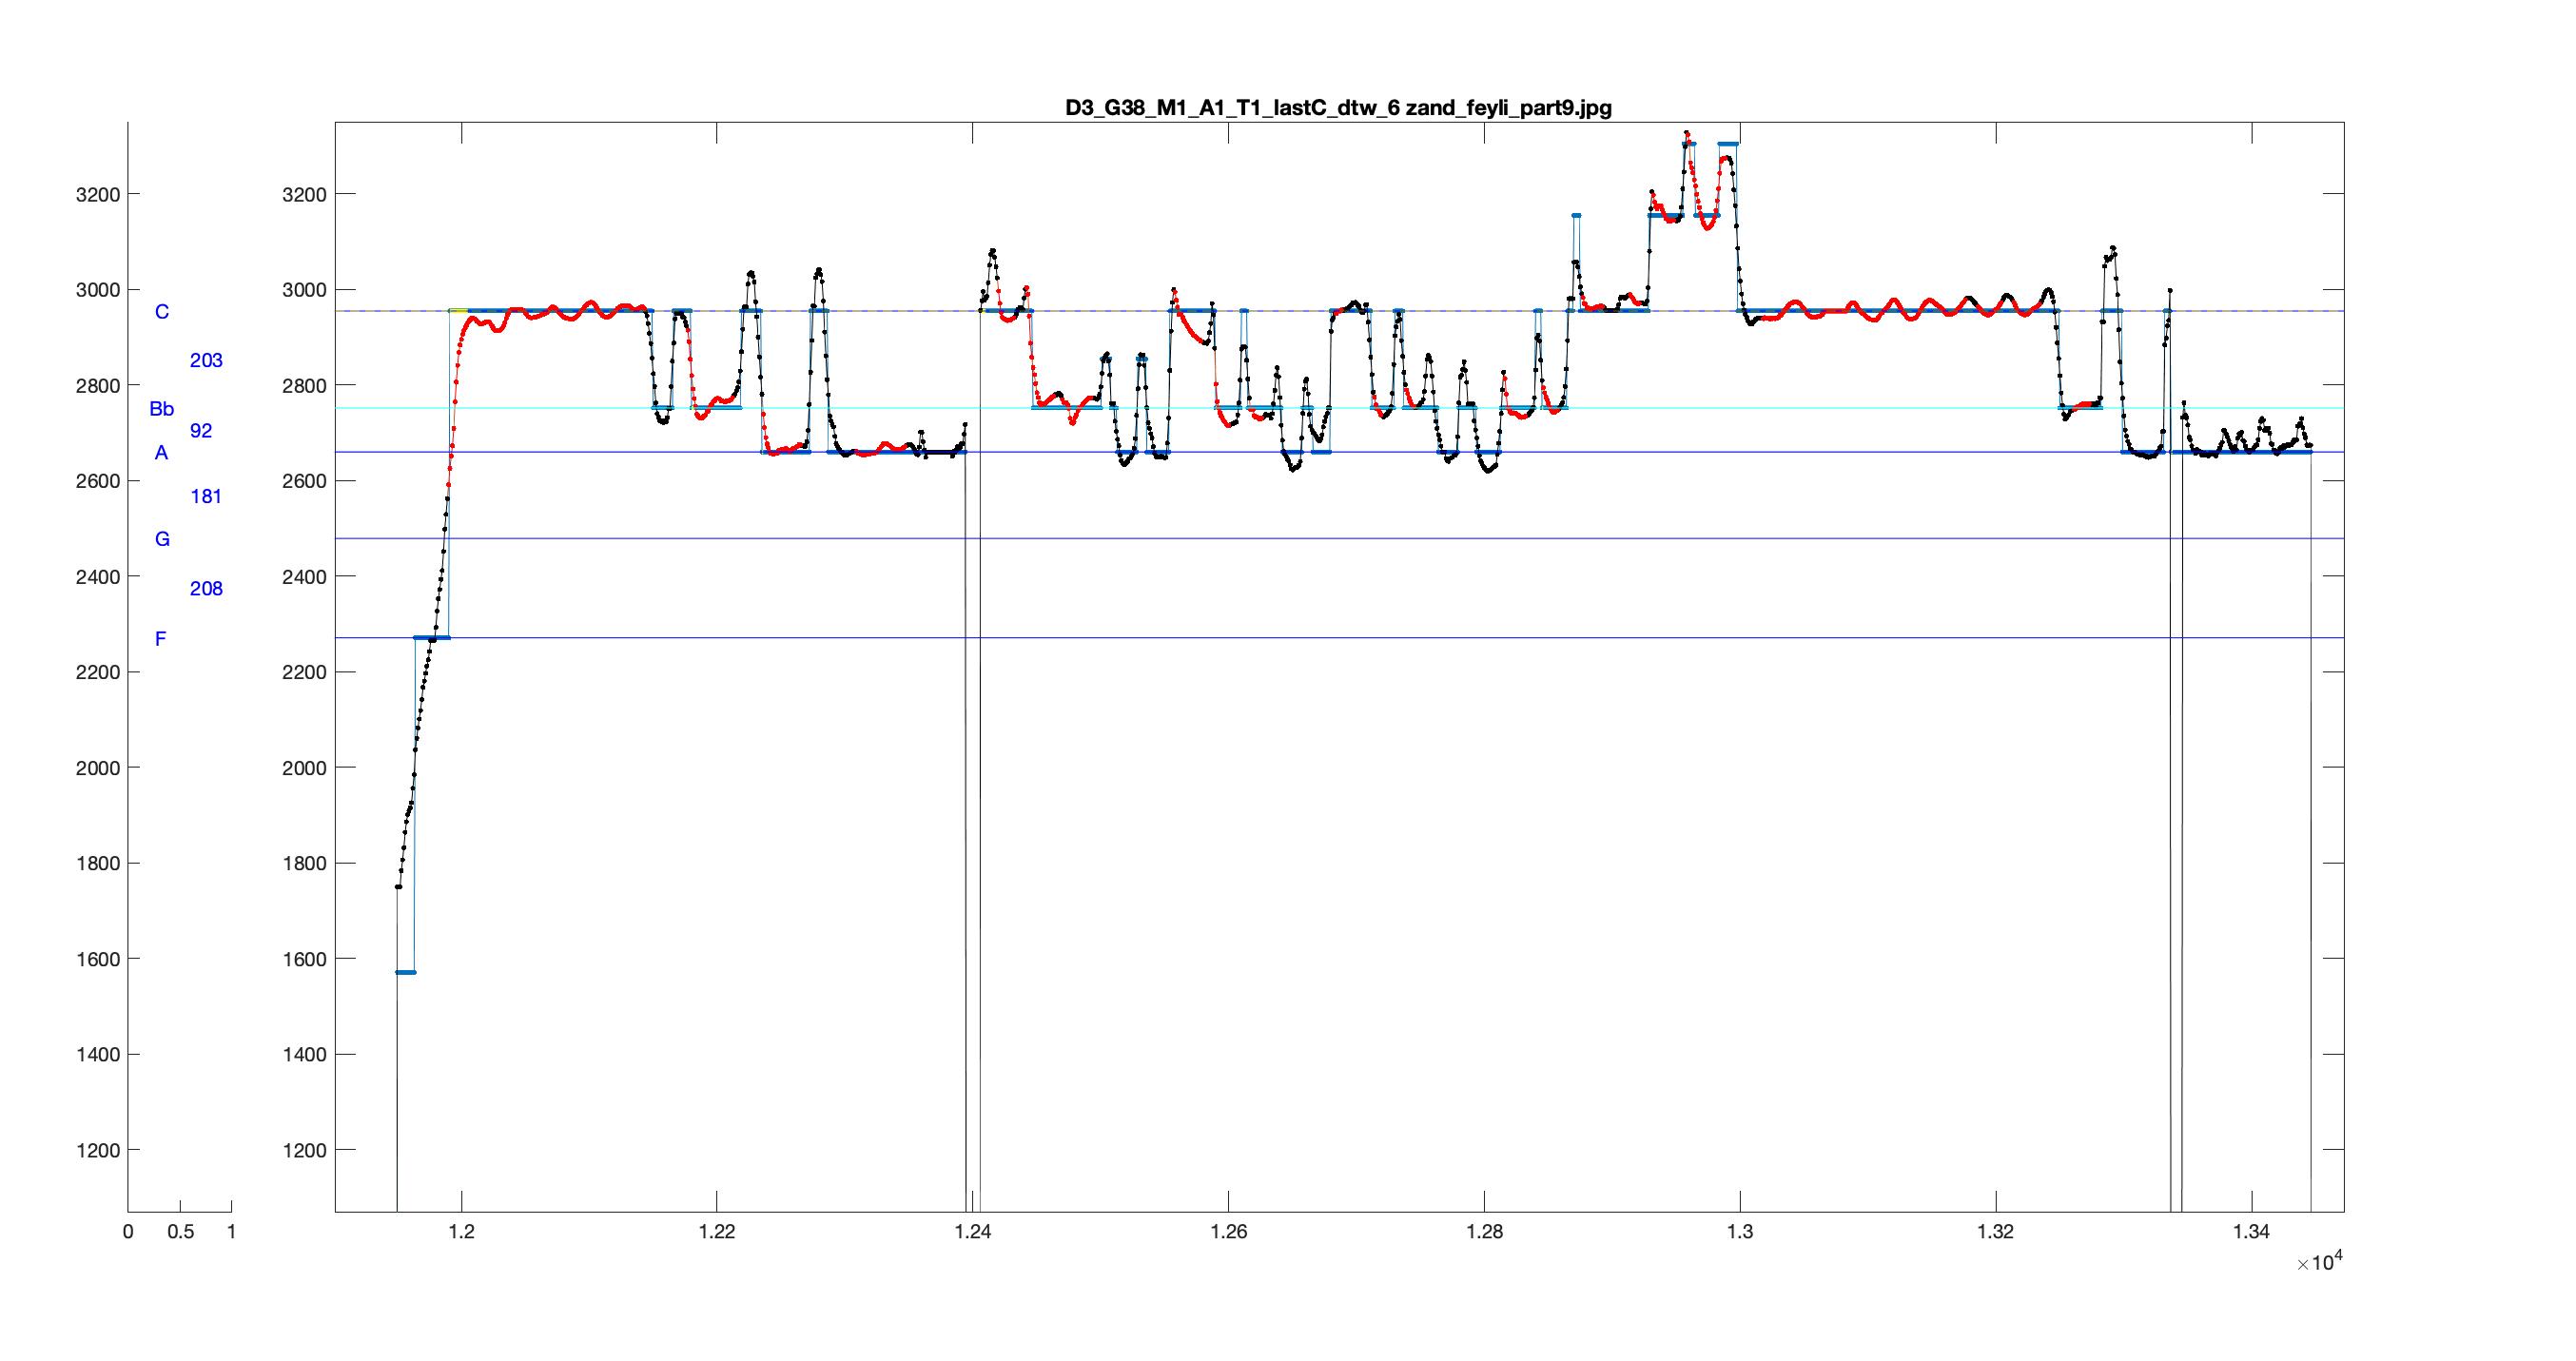 D3_G38_M1_A1_T1_lastC_dtw_6 zand_feyli_part9.jpg
3200 3200
3000 C 3000
203
2800 2800
Bb
92
A
2600 2600
181
G
2400 208 2400
F
2200 2200
2000 2000
1800 1800
1600 1600
1400 1400
1200 1200
0 0.5 1 1.2 1.22 1.24 1.26 1.28 1.3 1.32 1.34
×10^4